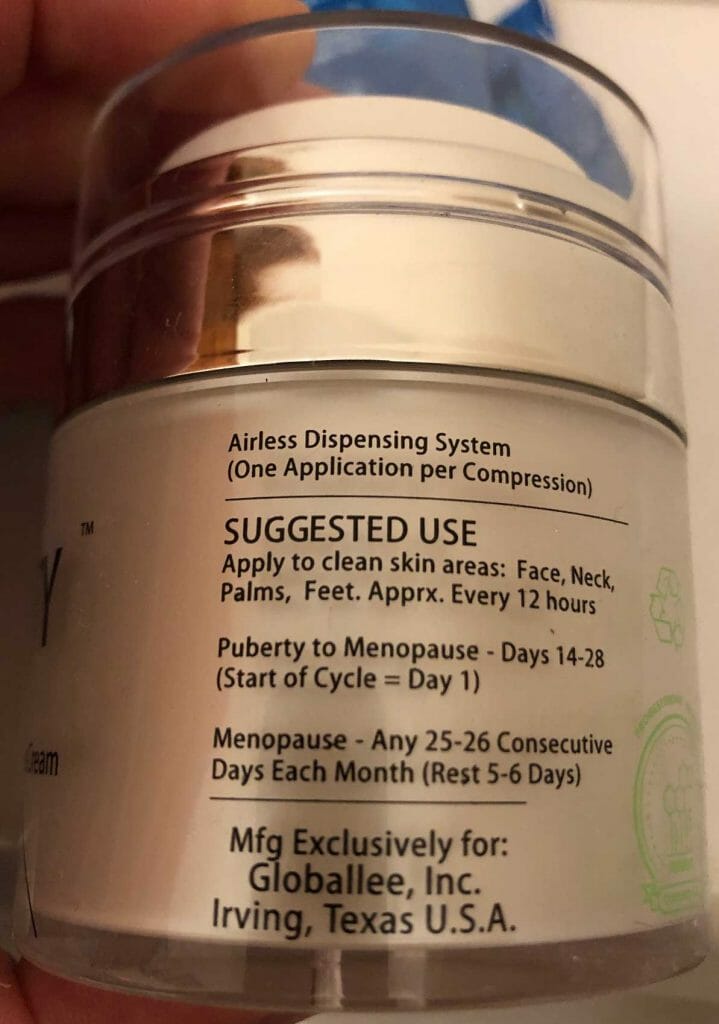 Airless Dispensing System
(One Application per Compression)
SUGGESTED USE
Apply to clean skin areas: Face, Neck,
Palms, Feet. Apprx. Every 12 hours
Puberty to Menopause - Days 14-28
(Start of Cycle = Day 1)
Menopause - Any 25-26 Consecutive
Days Each Month (Rest 5-6 Days)
Mfg Exclusively for:
Globallee, Inc.
Irving, Texas U.S.A.
Y ™
Cream